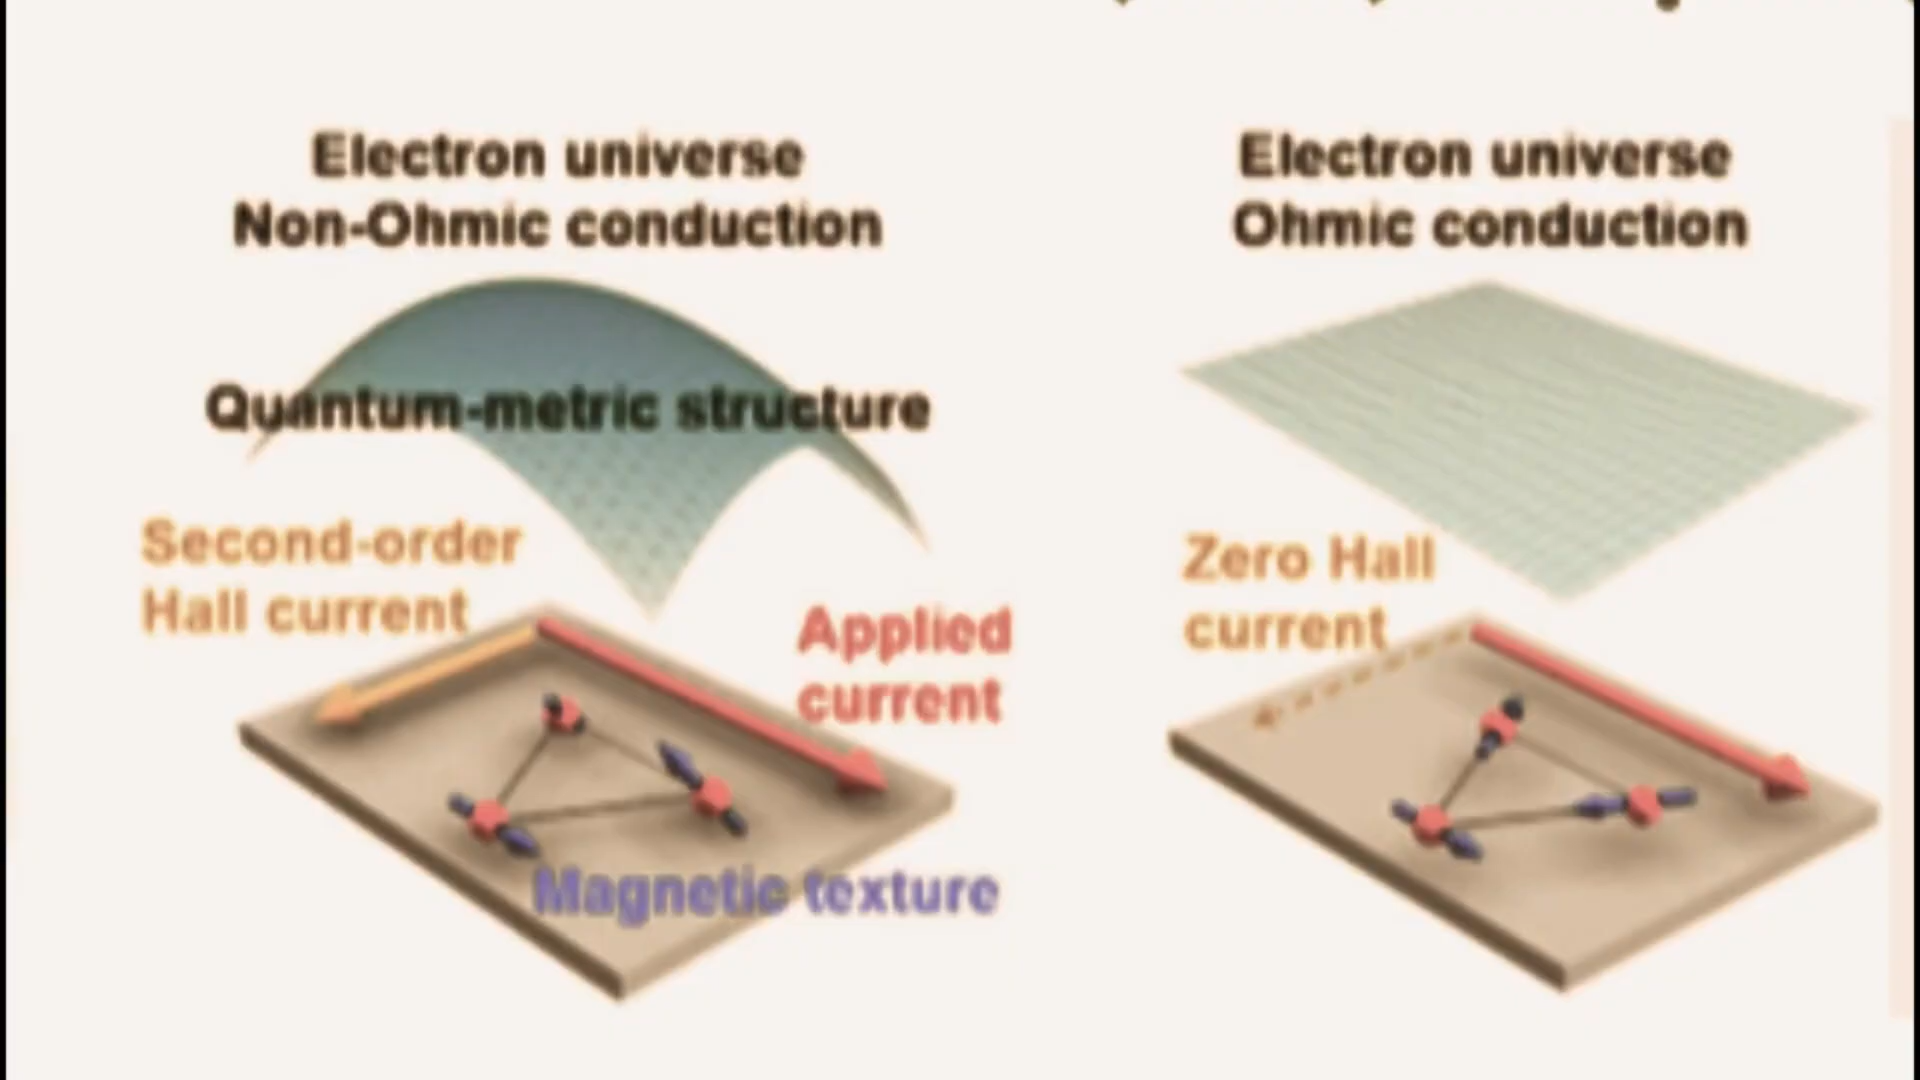 Electron universe
Non-Ohmic conduction
Quantum-metric structure
Second-order
Hall current
Applied
current
Magnetic texture
Electron universe
Ohmic conduction
Zero Hall
current